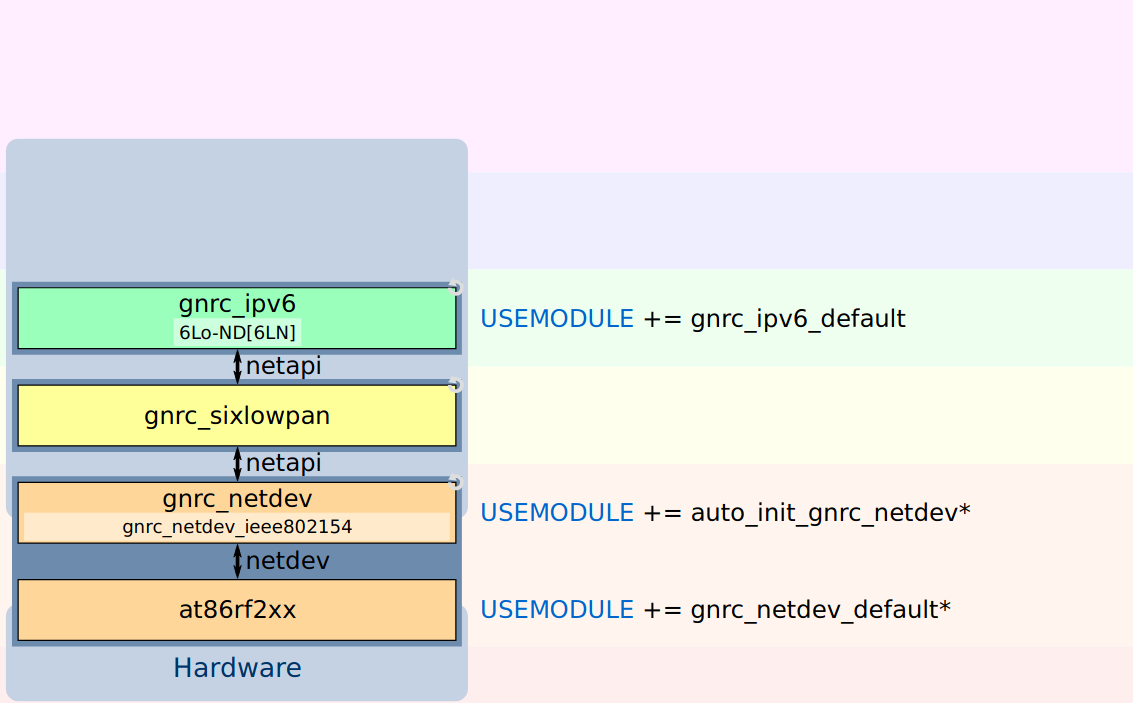 gnrc_ipv6
6Lo-ND[6LN]
USEMODULE += gnrc_ipv6_default
netapi
gnrc_sixlowpan
netapi
gnrc_netdev
gnrc_netdev_ieee802154
USEMODULE += auto_init_gnrc_netdev*
netdev
at86rf2xx
USEMODULE += gnrc_netdev_default*
Hardware